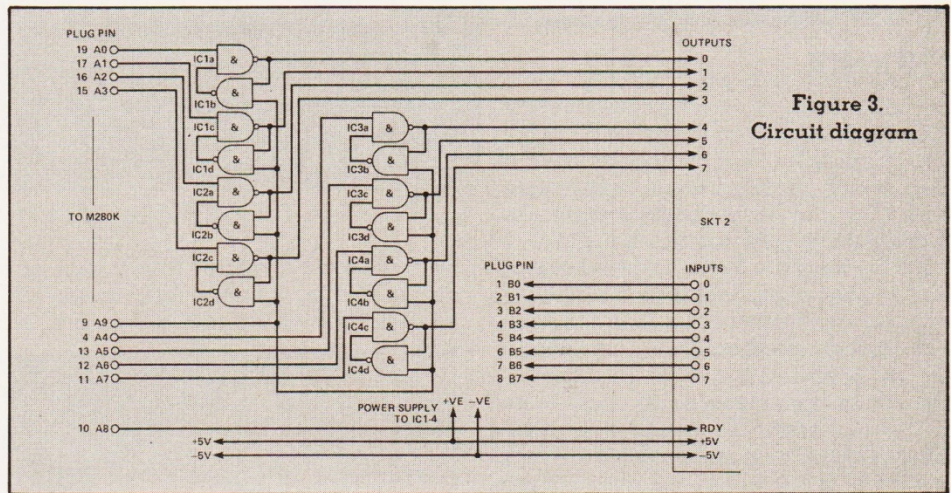 PLUG PIN
19 A0
17 A1
16 A2
15 A3
TO M280K
9 A9
4 A4
13 A5
12 A6
11 A7
10 A8
+5V
-5V
IC1a
&
IC1b
&
IC1c
&
IC1d
&
IC2a
&
IC2b
&
IC2c
&
IC2d
&
IC3a
&
IC3b
&
IC3c
&
IC3d
&
IC4a
&
IC4b
&
IC4c
&
IC4d
&
POWER SUPPLY
TO IC1-4
+VE
-VE
PLUG PIN
1 B0
2 B1
3 B2
4 B3
5 B4
6 B5
7 B6
8 B7
OUTPUTS
0
1
2
3
4
5
6
7
SKT 2
INPUTS
0
1
2
3
4
5
6
7
RDY
+5V
-5V
Figure 3.
Circuit diagram